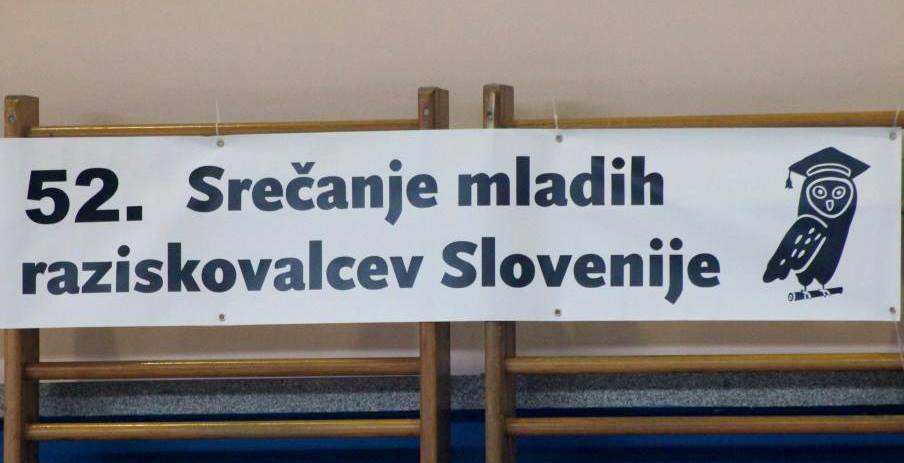 52. Srečanje mladih
raziskovalcev Slovenije